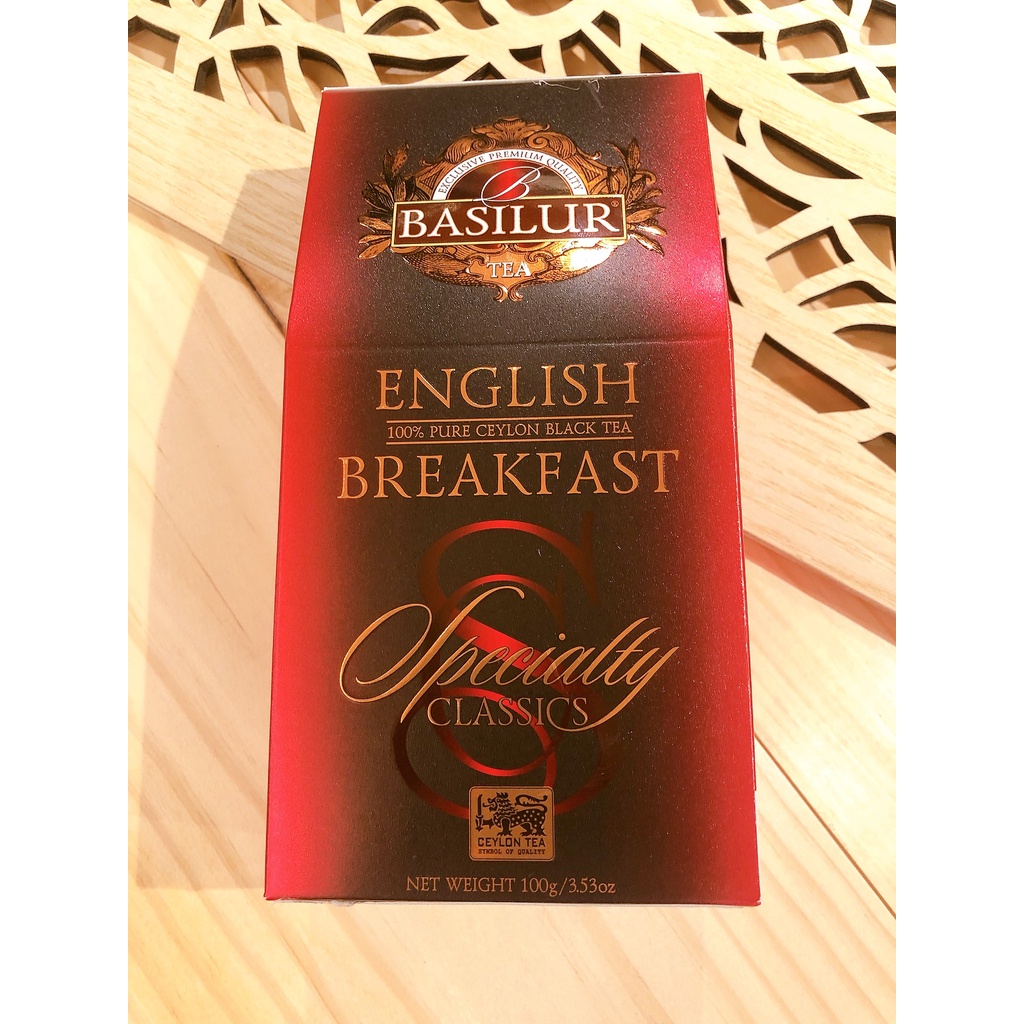 EXCLUSIVE PREMIUM QUALITY
B
BASILUR®
TEA
ENGLISH
100% PURE CEYLON BLACK TEA
BREAKFAST
Specialty
CLASSICS
CEYLON TEA
SYMBOL OF QUALITY
NET WEIGHT 100g/3.53oz